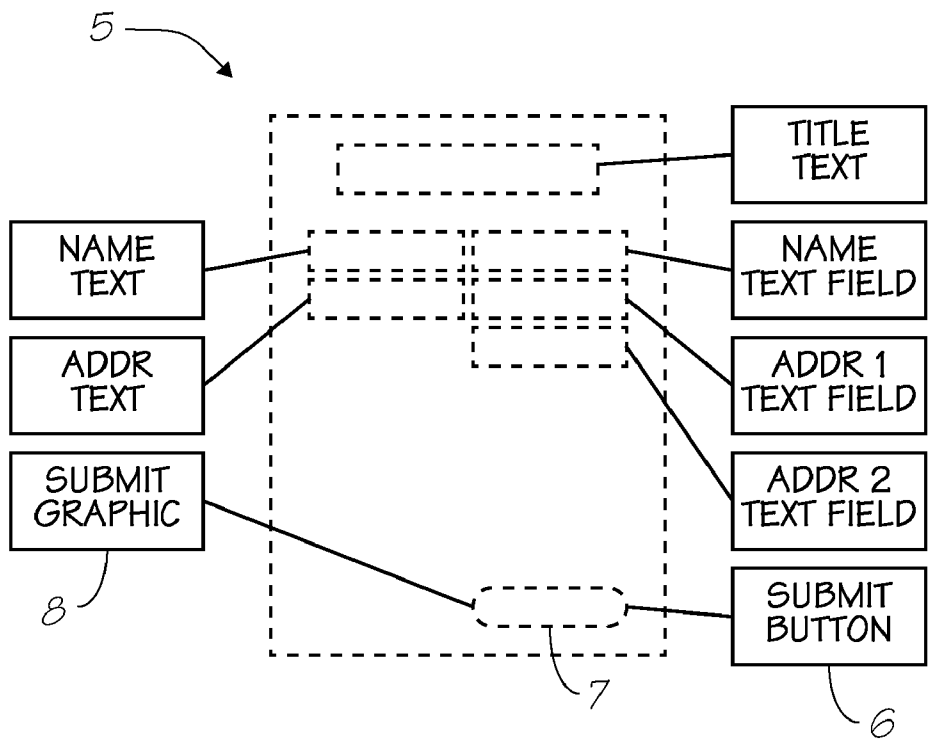 5
TITLE
TEXT
NAME
TEXT
NAME
TEXT FIELD
ADDR
TEXT
ADDR 1
TEXT FIELD
SUBMIT
GRAPHIC
ADDR 2
TEXT FIELD
8
SUBMIT
BUTTON
7
6